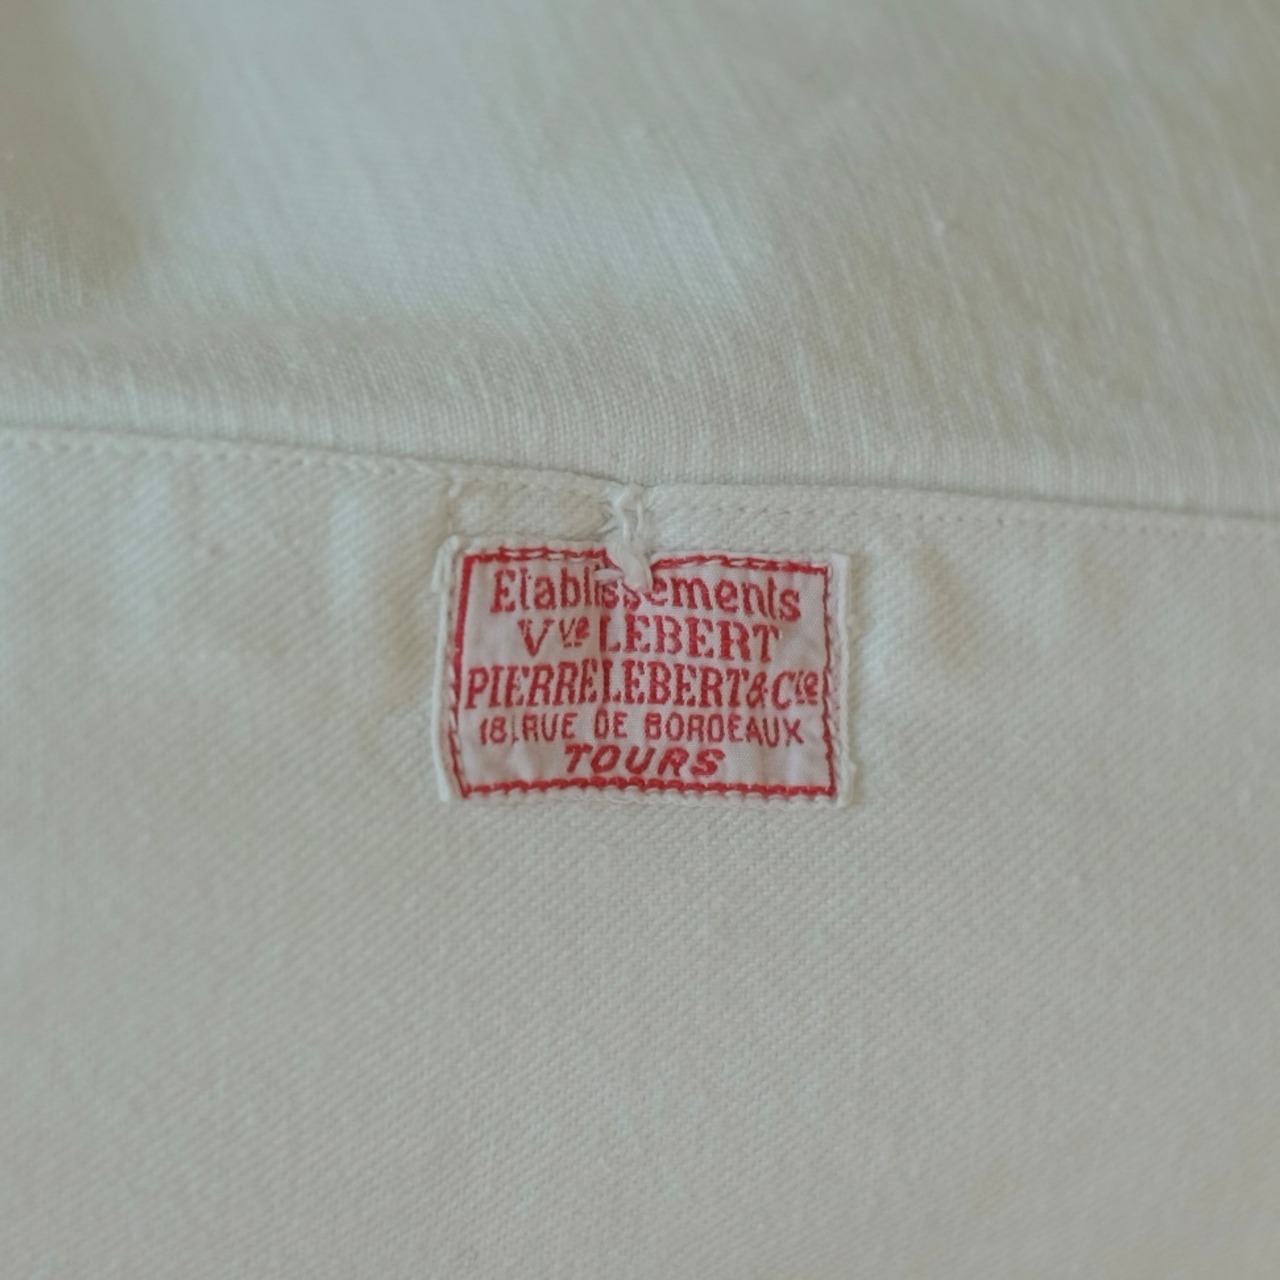 Etablissements
Vve LEBERT
PIERRE LEBERT & Cie
18, RUE DE BORDEAUX
TOURS